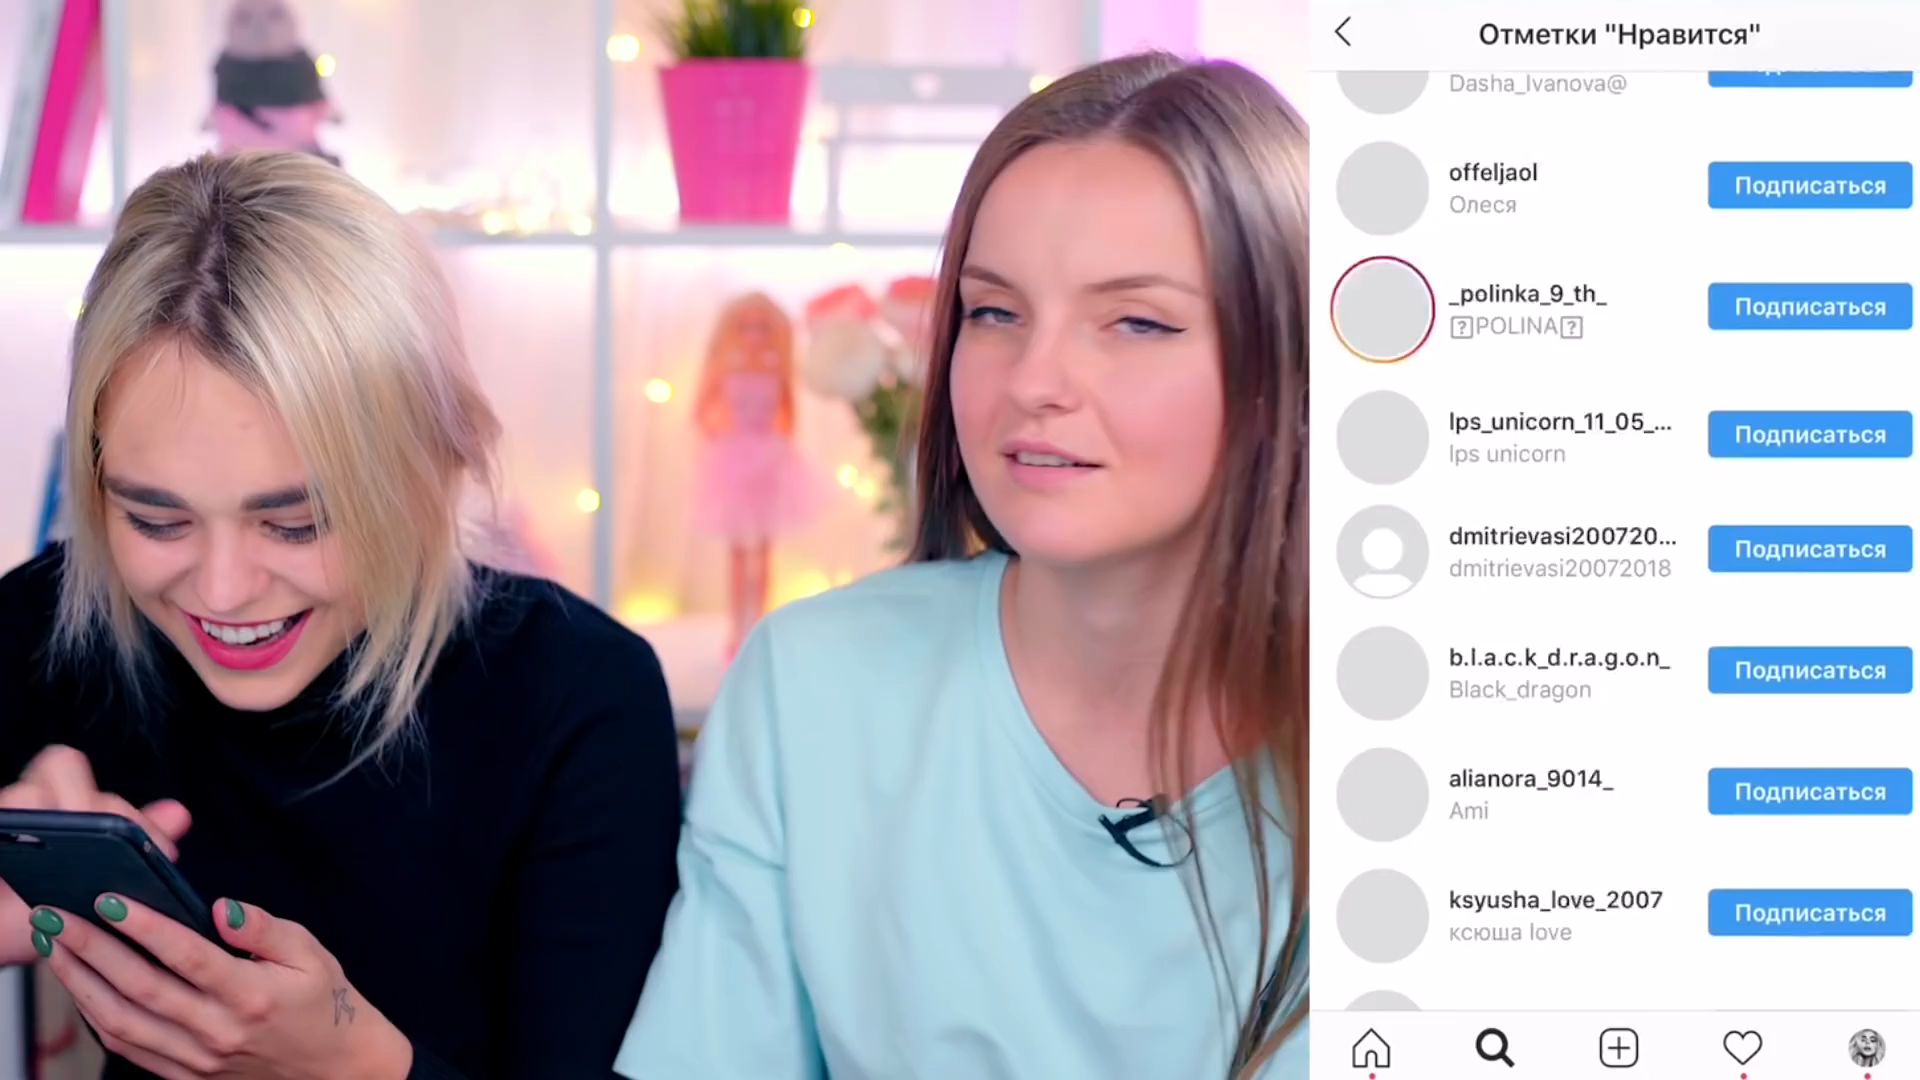 Отметки "Нравится"
Dasha_Ivanova@
offeljaol
Олеся
Подписаться
_polinka_9_th_
POLINA
Подписаться
lps_unicorn_11_05_...
lps unicorn
Подписаться
dmitrievasi200720...
dmitrievasi20072018
Подписаться
b.l.a.c.k_d.r.a.g.o.n_
Black_dragon
Подписаться
alianora_9014_
Ami
Подписаться
ksyusha_love_2007
ксюша love
Подписаться